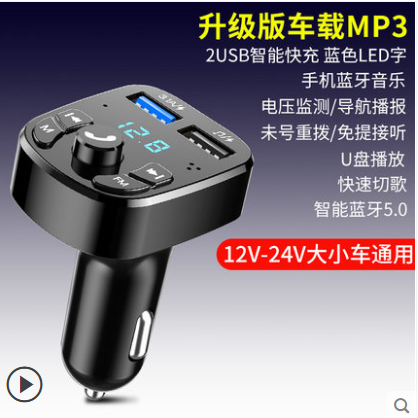 升级版车载MP3
2USB智能快充 蓝色LED字
手机蓝牙音乐
电压监测/导航播报
未号重拨/免提接听
U盘播放
快速切歌
智能蓝牙5.0
12V-24V大小车通用
3.1A
M
12.8
FM